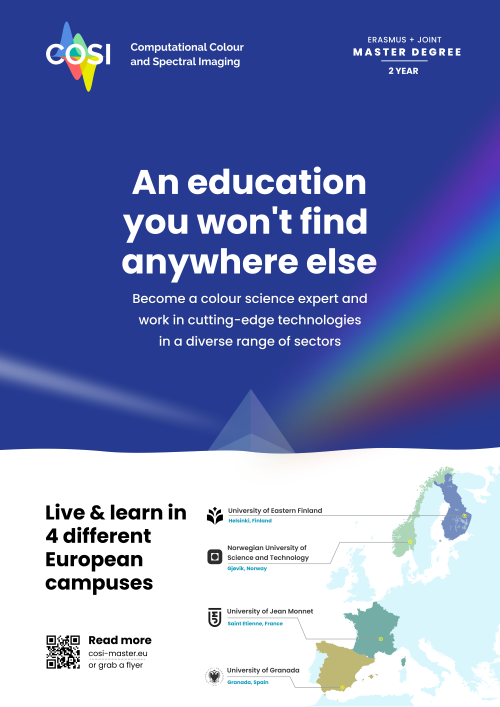 COSI
Computational Colour
and Spectral Imaging
ERASMUS + JOINT
MASTER DEGREE
2 YEAR
An education
you won't find
anywhere else
Become a colour science expert and
work in cutting-edge technologies
in a diverse range of sectors
Live & learn in
4 different
European
campuses
Read more
cosi-master.eu
or grab a flyer
University of Eastern Finland
Helsinki, Finland
Norwegian University of
Science and Technology
Gjøvik, Norway
University of Jean Monnet
Saint Etienne, France
University of Granada
Granada, Spain